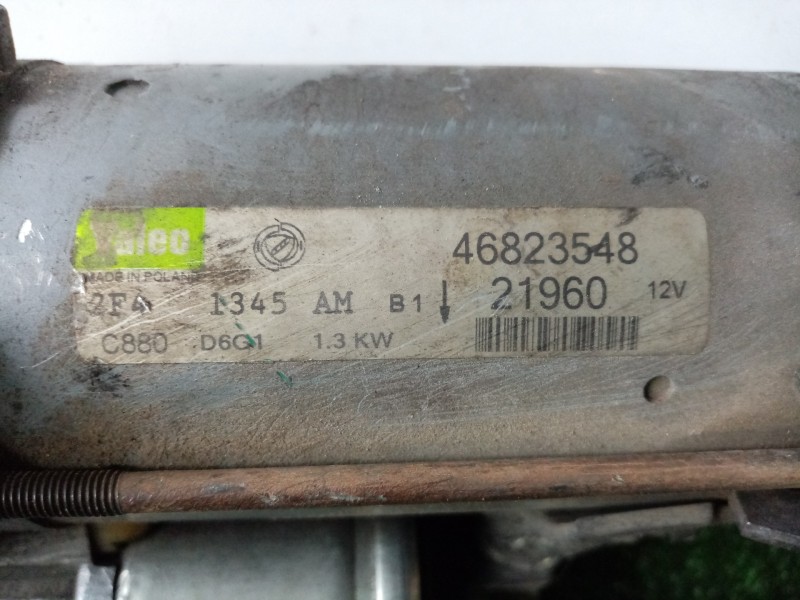 Valeo
46823548
MADE IN POLAND
2F4 1345 AM B1 21960 12V
C880 D6G1 1.3 KW